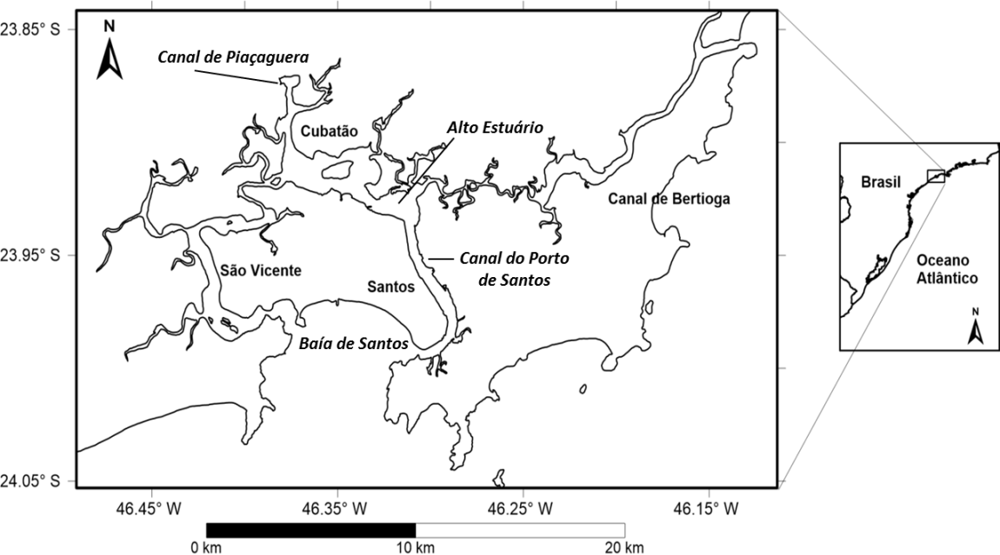 23.85° S
N
Canal de Piaçaguera
Cubatão
Alto Estuário
Canal de Bertioga
Brasil
23.95° S
São Vicente
Santos
Canal do Porto
de Santos
Oceano
Atlântico
N
Baía de Santos
24.05° S
46.45° W
46.35° W
46.25° W
46.15° W
0 km
10 km
20 km